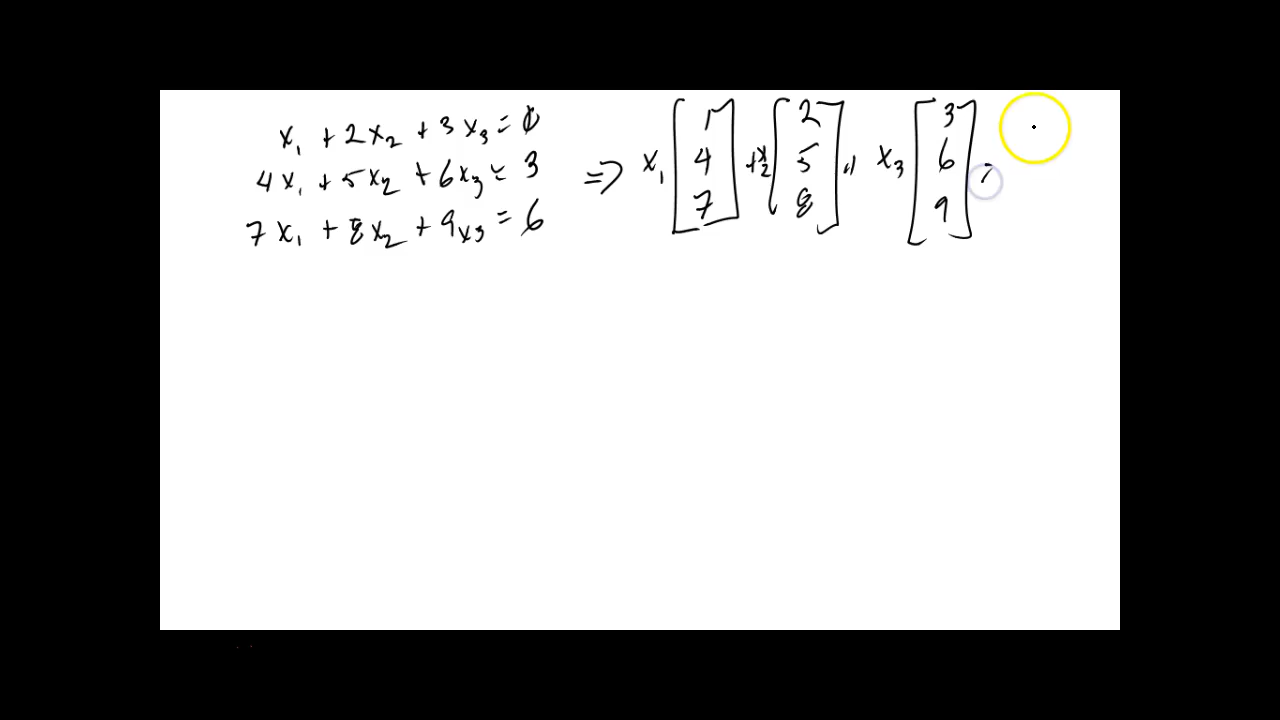 x₁ + 2x₂ + 3x₃ = 0
4x₁ + 5x₂ + 6x₃ = 3
7x₁ + 8x₂ + 9x₃ = 6
⇒ x₁ [1 4 7] + x₂ [2 5 8] + x₃ [3 6 9] =